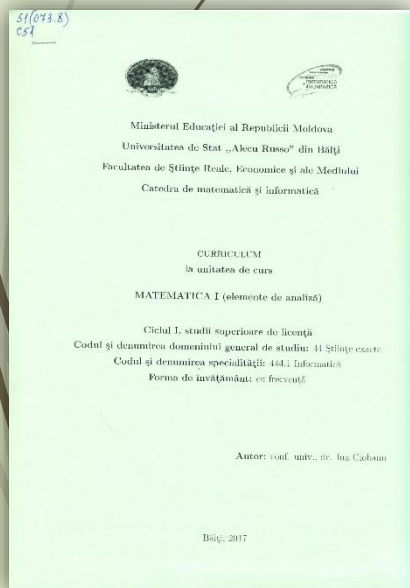 51(073.8)
C51
Ministerul Educației al Republicii Moldova
Universitatea de Stat „Alecu Russo” din Bălți
Facultatea de Științe Reale, Economice și ale Mediului
Catedra de matematică și informatică
CURRICULUM
la unitatea de curs
MATEMATICA I (elemente de analiză)
Ciclul I, studii superioare de licență
Codul și denumirea domeniului general de studiu: 44 Științe exacte
Codul și denumirea specialității: 444.1 Informatică
Forma de învățământ: cu frecvență
Autor: conf. univ., dr. Ina Ciobanu
Bălți, 2017